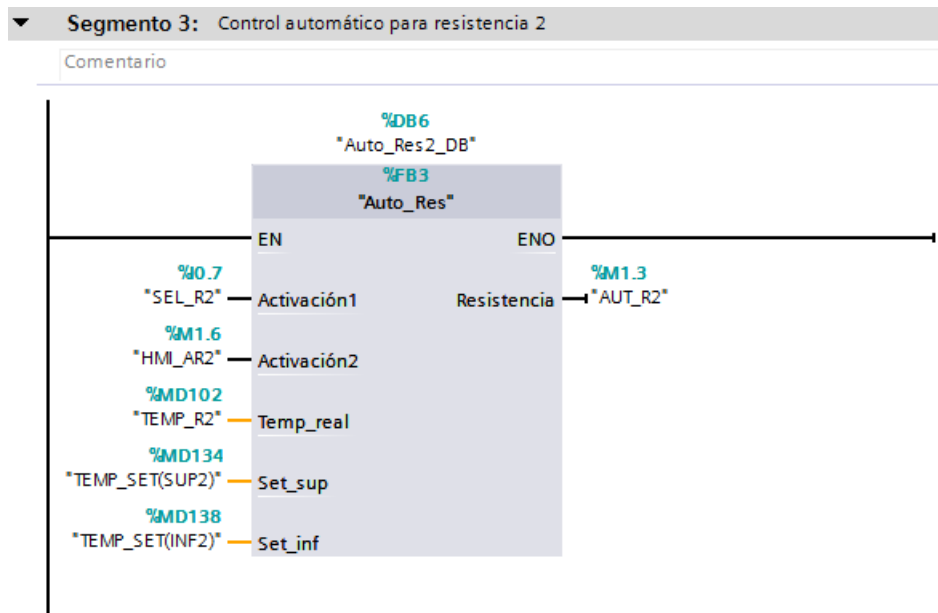 Segmento 3: Control automático para resistencia 2
Comentario
%DB6
"Auto_Res2_DB"
%FB3
"Auto_Res"
EN ENO
%I0.7
"SEL_R2" Activación1
%M1.3
Resistencia "AUT_R2"
%M1.6
"HMI_AR2" Activación2
%MD102
"TEMP_R2" Temp_real
%MD134
"TEMP_SET(SUP2)" Set_sup
%MD138
"TEMP_SET(INF2)" Set_inf